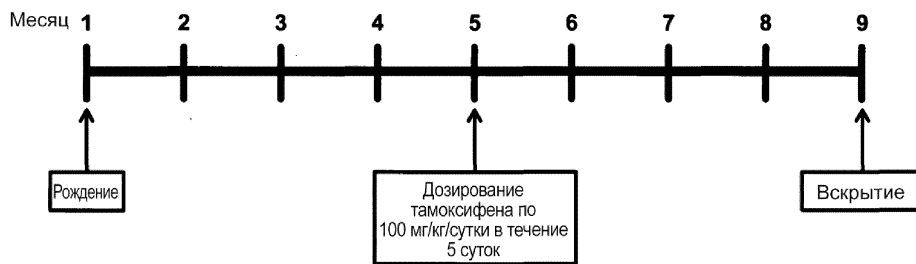 Месяц 1 2 3 4 5 6 7 8 9
Рождение
Дозирование
тамоксифена по
100 мг/кг/сутки в течение
5 суток
Вскрытие